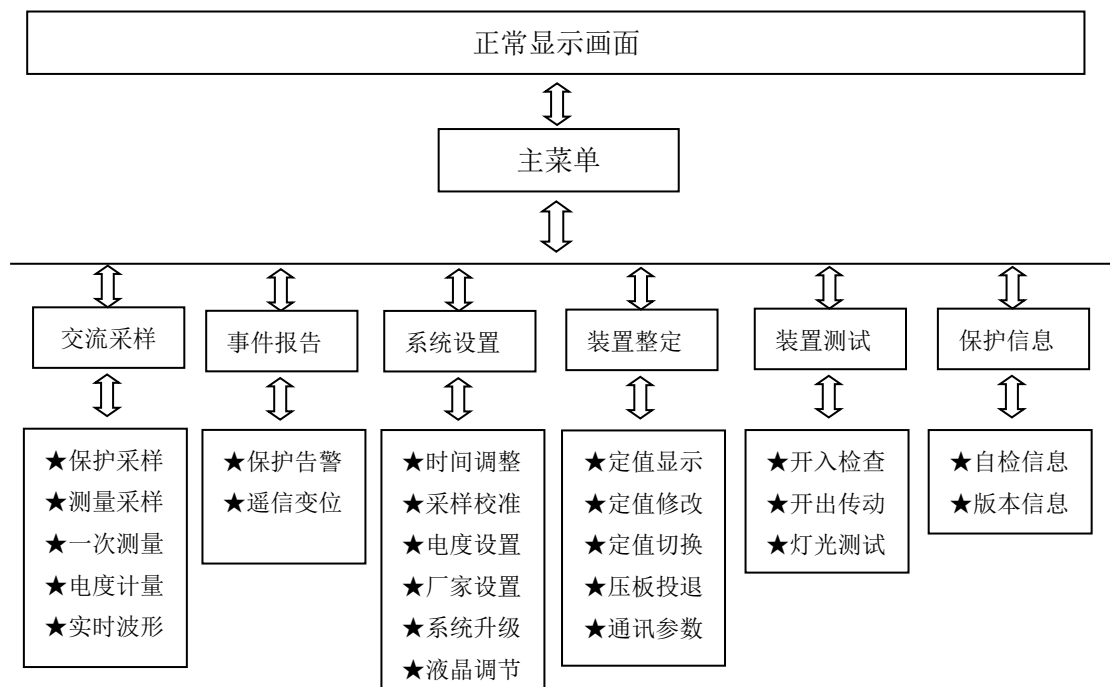 正常显示画面
主菜单
交流采样
事件报告
系统设置
装置整定
装置测试
保护信息
★保护采样
★测量采样
★一次测量
★电度计量
★实时波形
★保护告警
★遥信变位
★时间调整
★采样校准
★电度设置
★厂家设置
★系统升级
★液晶调节
★定值显示
★定值修改
★定值切换
★压板投退
★通讯参数
★开入检查
★开出传动
★灯光测试
★自检信息
★版本信息